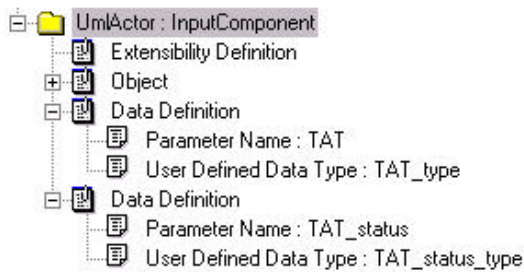 UmlActor : InputComponent
Extensibility Definition
Object
Data Definition
Parameter Name : TAT
User Defined Data Type : TAT_type
Data Definition
Parameter Name : TAT_status
User Defined Data Type : TAT_status_type